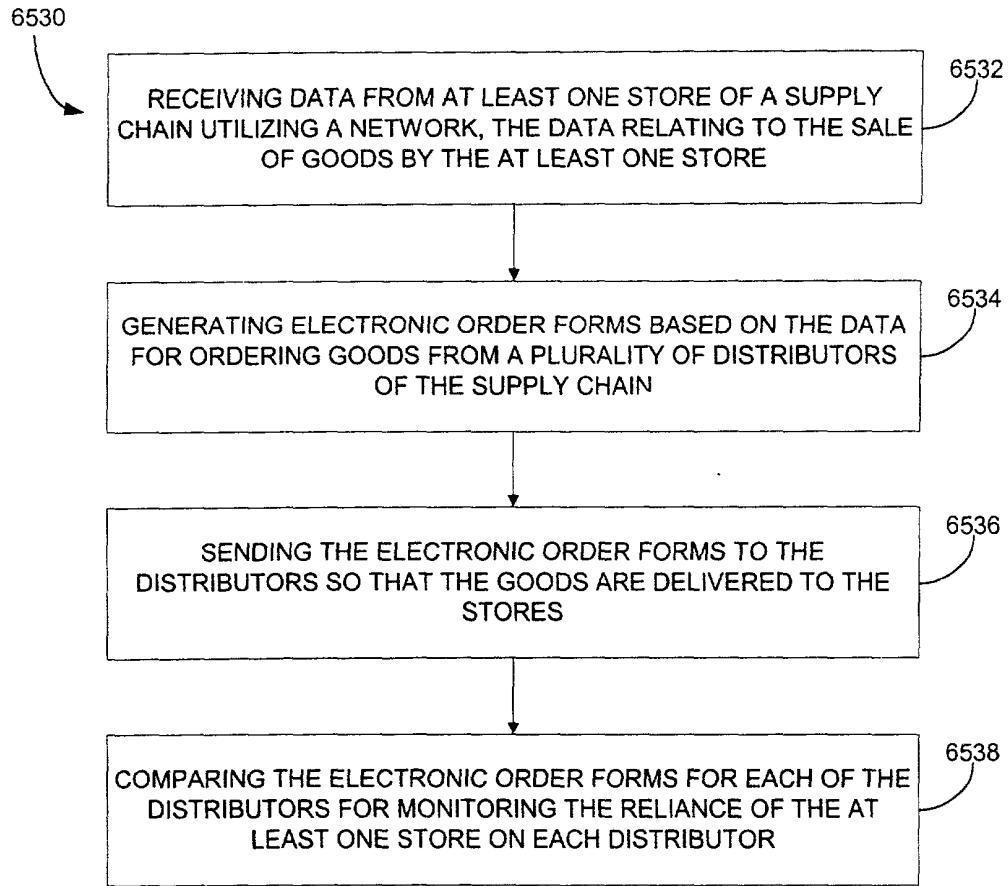 6530
6532
RECEIVING DATA FROM AT LEAST ONE STORE OF A SUPPLY
CHAIN UTILIZING A NETWORK, THE DATA RELATING TO THE SALE
OF GOODS BY THE AT LEAST ONE STORE
6534
GENERATING ELECTRONIC ORDER FORMS BASED ON THE DATA
FOR ORDERING GOODS FROM A PLURALITY OF DISTRIBUTORS
OF THE SUPPLY CHAIN
6536
SENDING THE ELECTRONIC ORDER FORMS TO THE
DISTRIBUTORS SO THAT THE GOODS ARE DELIVERED TO THE
STORES
6538
COMPARING THE ELECTRONIC ORDER FORMS FOR EACH OF THE
DISTRIBUTORS FOR MONITORING THE RELIANCE OF THE AT
LEAST ONE STORE ON EACH DISTRIBUTOR